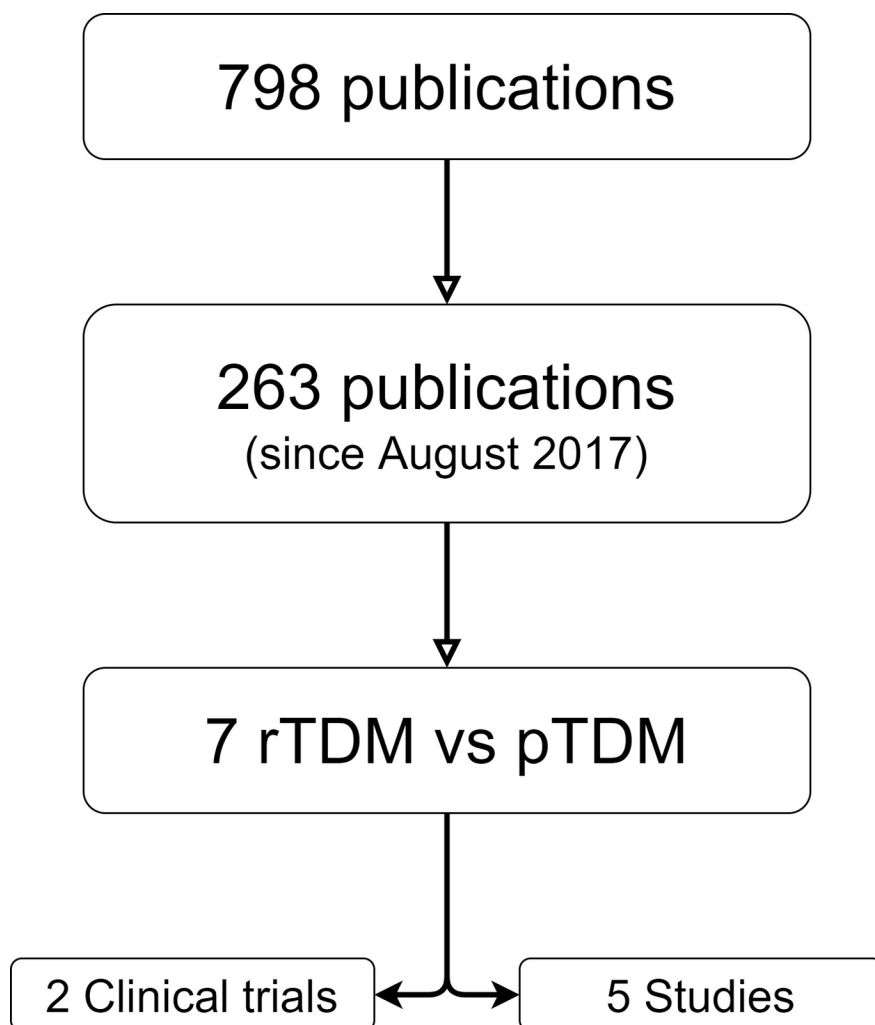 798 publications
263 publications
(since August 2017)
7 rTDM vs pTDM
2 Clinical trials
5 Studies